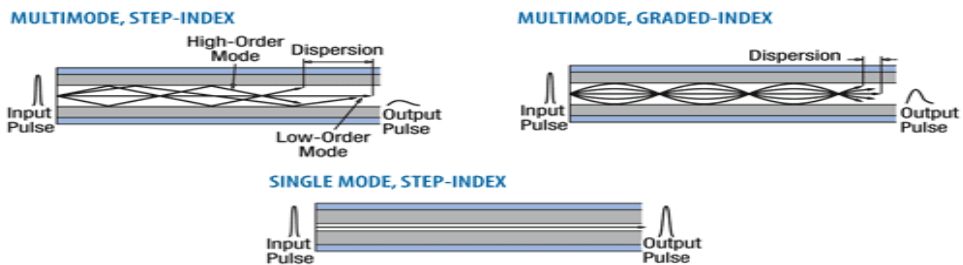 MULTIMODE, STEP-INDEX
High-Order
Mode
Dispersion
Input
Pulse
Output
Pulse
Low-Order
Mode
MULTIMODE, GRADED-INDEX
Dispersion
Input
Pulse
Output
Pulse
SINGLE MODE, STEP-INDEX
Input
Pulse
Output
Pulse